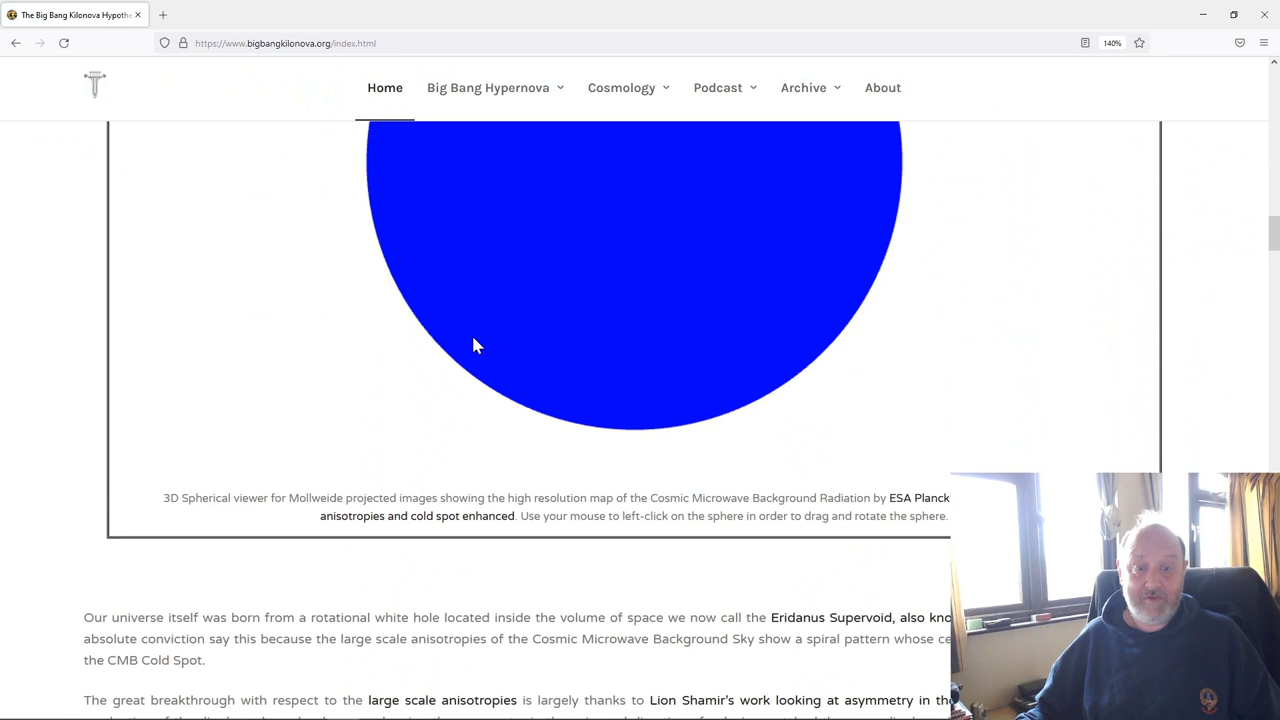 The Big Bang Kilonova Hypothe
https://www.bigbangkilonova.org/index.html
140%
Home
Big Bang Hypernova
Cosmology
Podcast
Archive
About
3D Spherical viewer for Mollweide projected images showing the high resolution map of the Cosmic Microwave Background Radiation by ESA Planck
anisotropies and cold spot enhanced. Use your mouse to left-click on the sphere in order to drag and rotate the sphere.
Our universe itself was born from a rotational white hole located inside the volume of space we now call the Eridanus Supervoid, also kno
absolute conviction say this because the large scale anisotropies of the Cosmic Microwave Background Sky show a spiral pattern whose ce
the CMB Cold Spot.
The great breakthrough with respect to the large scale anisotropies is largely thanks to Lion Shamir's work looking at asymmetry in the